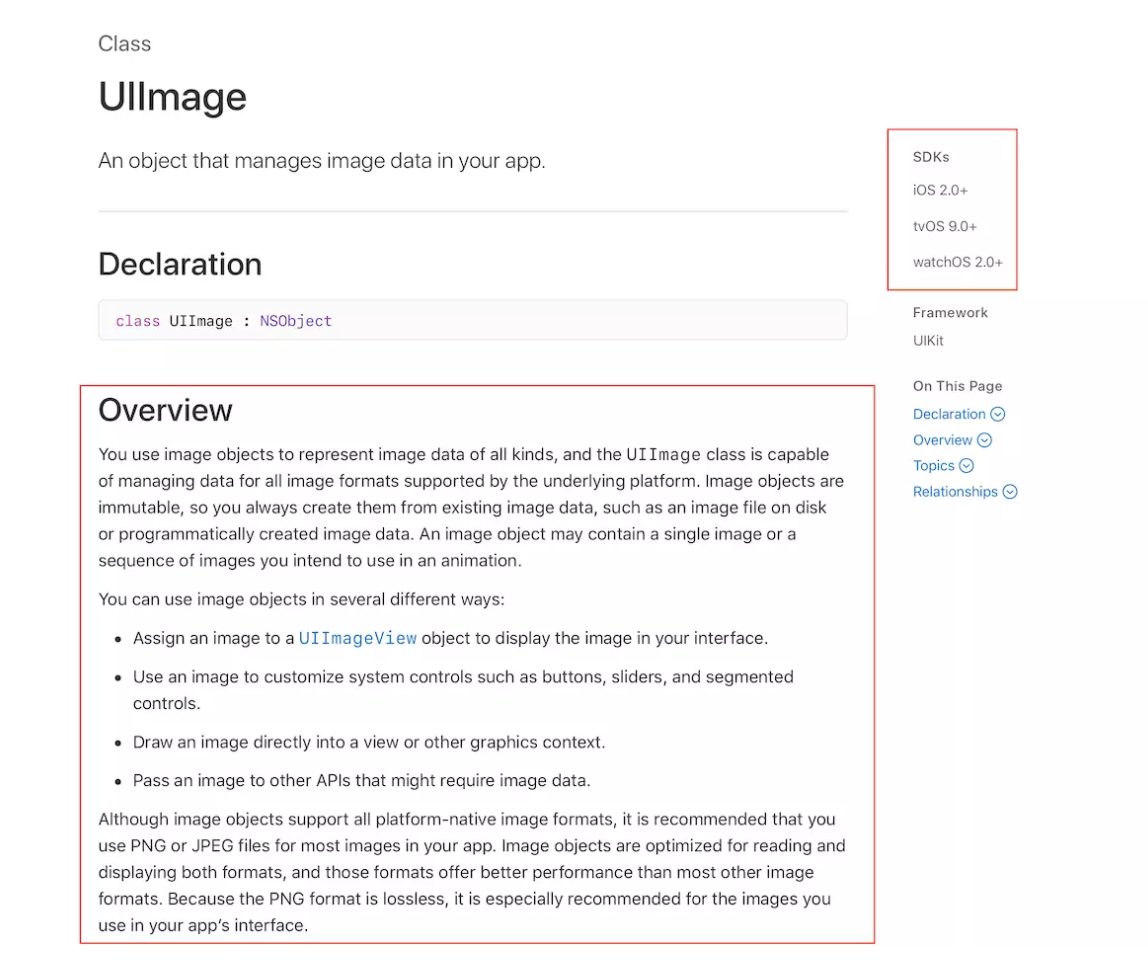 Class
UIImage
An object that manages image data in your app.
Declaration
class UIImage : NSObject
Overview
You use image objects to represent image data of all kinds, and the UIImage class is capable
of managing data for all image formats supported by the underlying platform. Image objects are
immutable, so you always create them from existing image data, such as an image file on disk
or programmatically created image data. An image object may contain a single image or a
sequence of images you intend to use in an animation.
You can use image objects in several different ways:
• Assign an image to a UIImageView object to display the image in your interface.
• Use an image to customize system controls such as buttons, sliders, and segmented
controls.
• Draw an image directly into a view or other graphics context.
• Pass an image to other APIs that might require image data.
Although image objects support all platform-native image formats, it is recommended that you
use PNG or JPEG files for most images in your app. Image objects are optimized for reading and
displaying both formats, and those formats offer better performance than most other image
formats. Because the PNG format is lossless, it is especially recommended for the images you
use in your app’s interface.
SDKs
iOS 2.0+
tvOS 9.0+
watchOS 2.0+
Framework
UIKit
On This Page
Declaration
Overview
Topics
Relationships